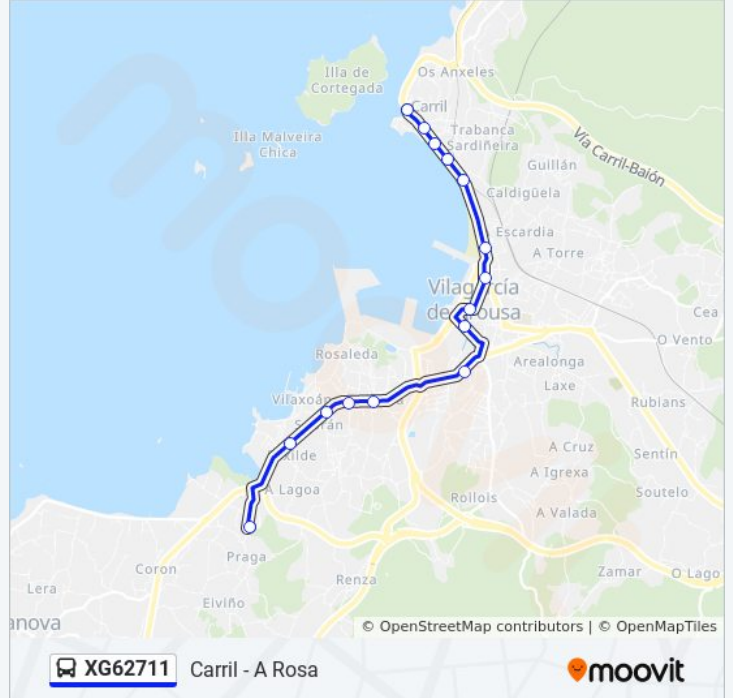 Os Anxeles
Illa de
Cortegada
Carril
Trabanca
Sardiñeira
Illa Malveira
Chica
Vía Carril-Baión
Guillán
Caldigüela
Escardia
A Torre
Vilagarcía
de Arousa
Cea
O Vento
Rosaleda
Arealonga
Laxe
Rubians
A Cruz
Sentín
A Igrexa
Soutelo
A Lagoa
Rollois
A Valada
Praga
Coron
Renza
Zamar
O Lago
Lera
Eiviño
anova
© OpenStreetMap contributors | © OpenMapTiles
XG62711 Carril - A Rosa
moovit